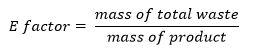 E factor = mass of total waste / mass of product